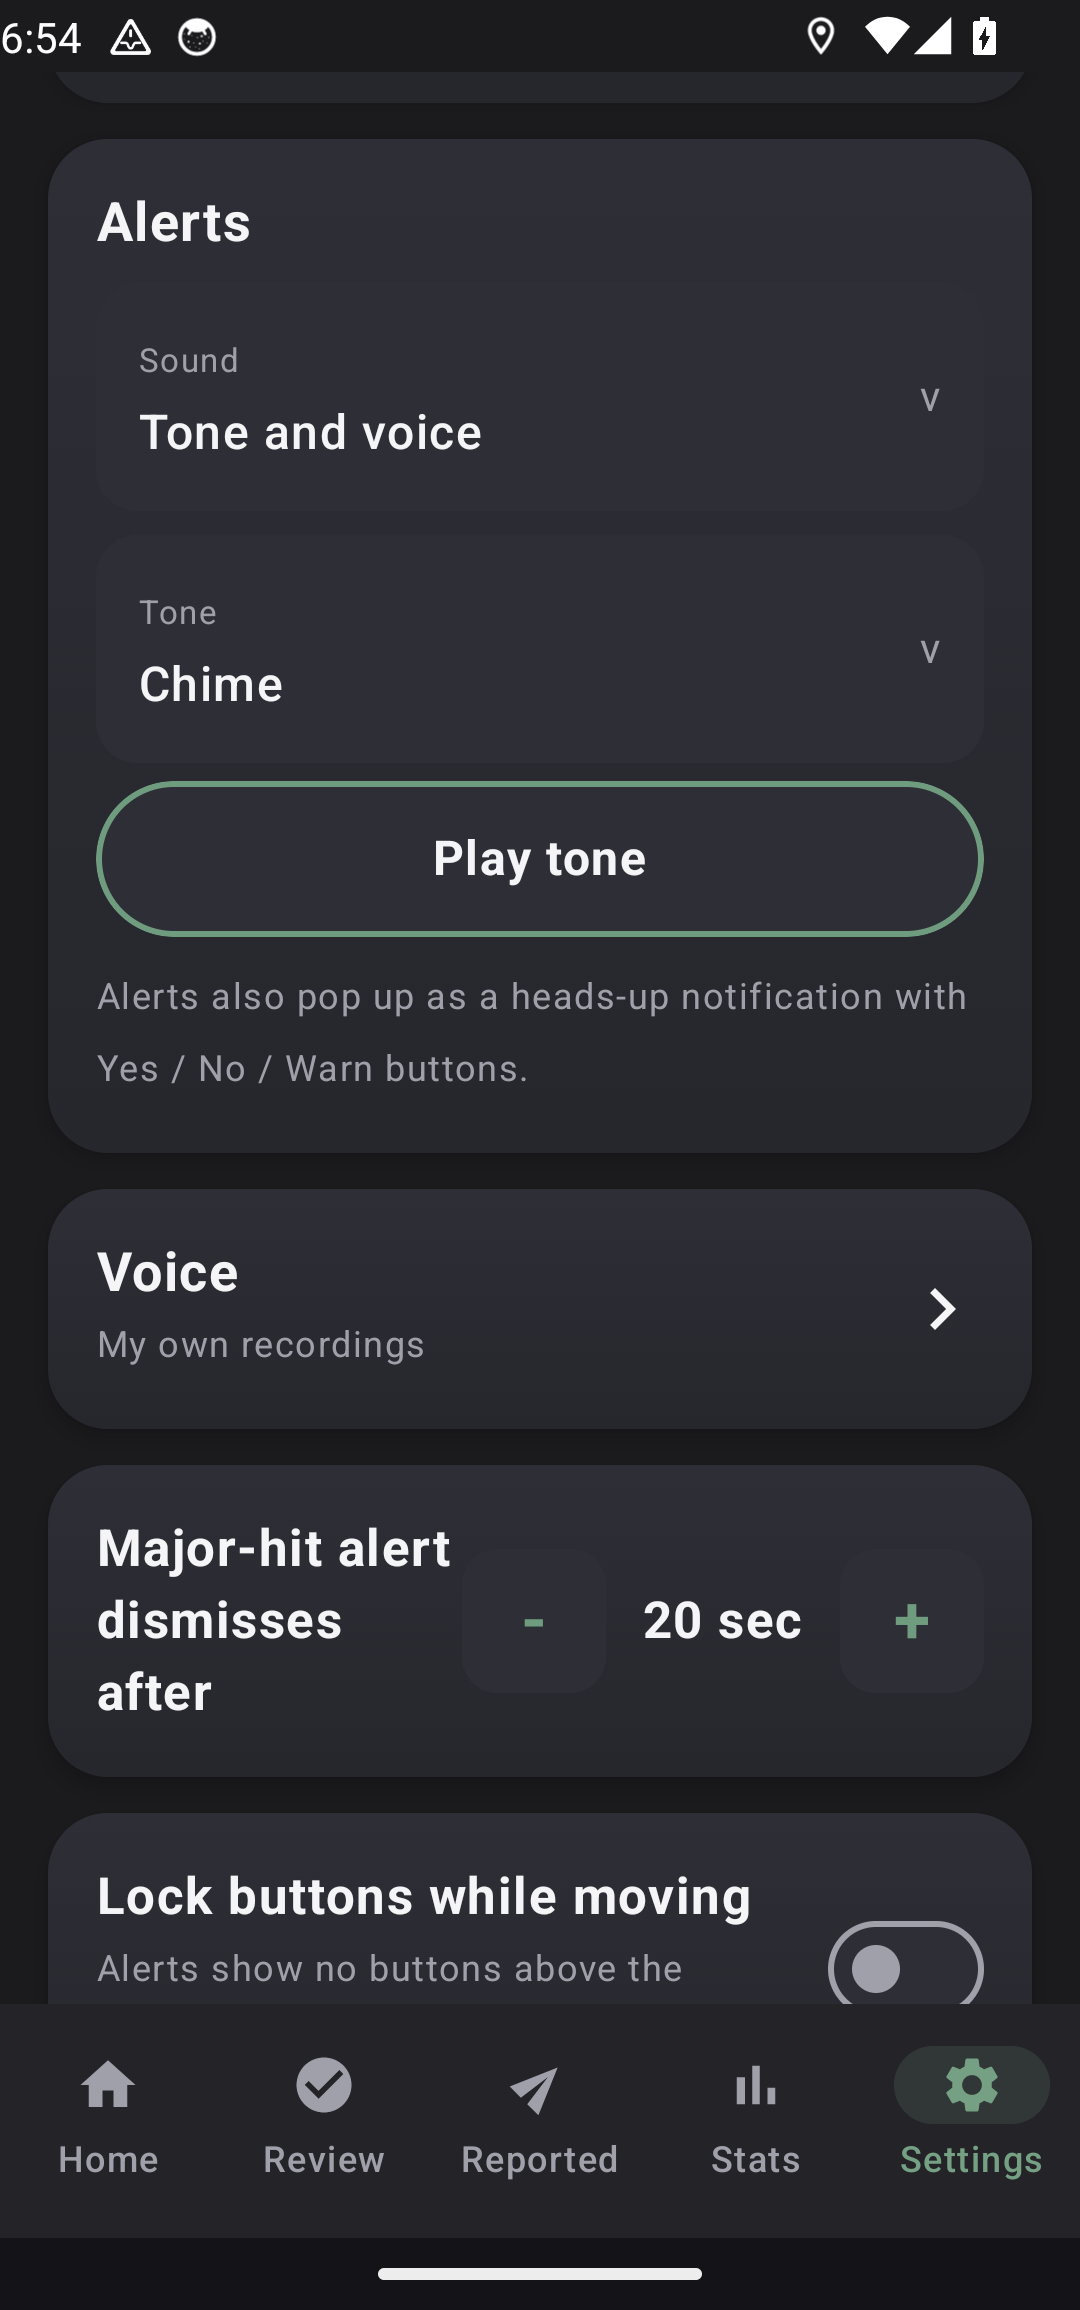 6:54
Alerts
Sound
Tone and voice
v
Tone
Chime
v
Play tone
Alerts also pop up as a heads-up notification with
Yes / No / Warn buttons.
Voice
My own recordings
Major-hit alert
dismisses
after
- 20 sec +
Lock buttons while moving
Alerts show no buttons above the
Home Review Reported Stats Settings